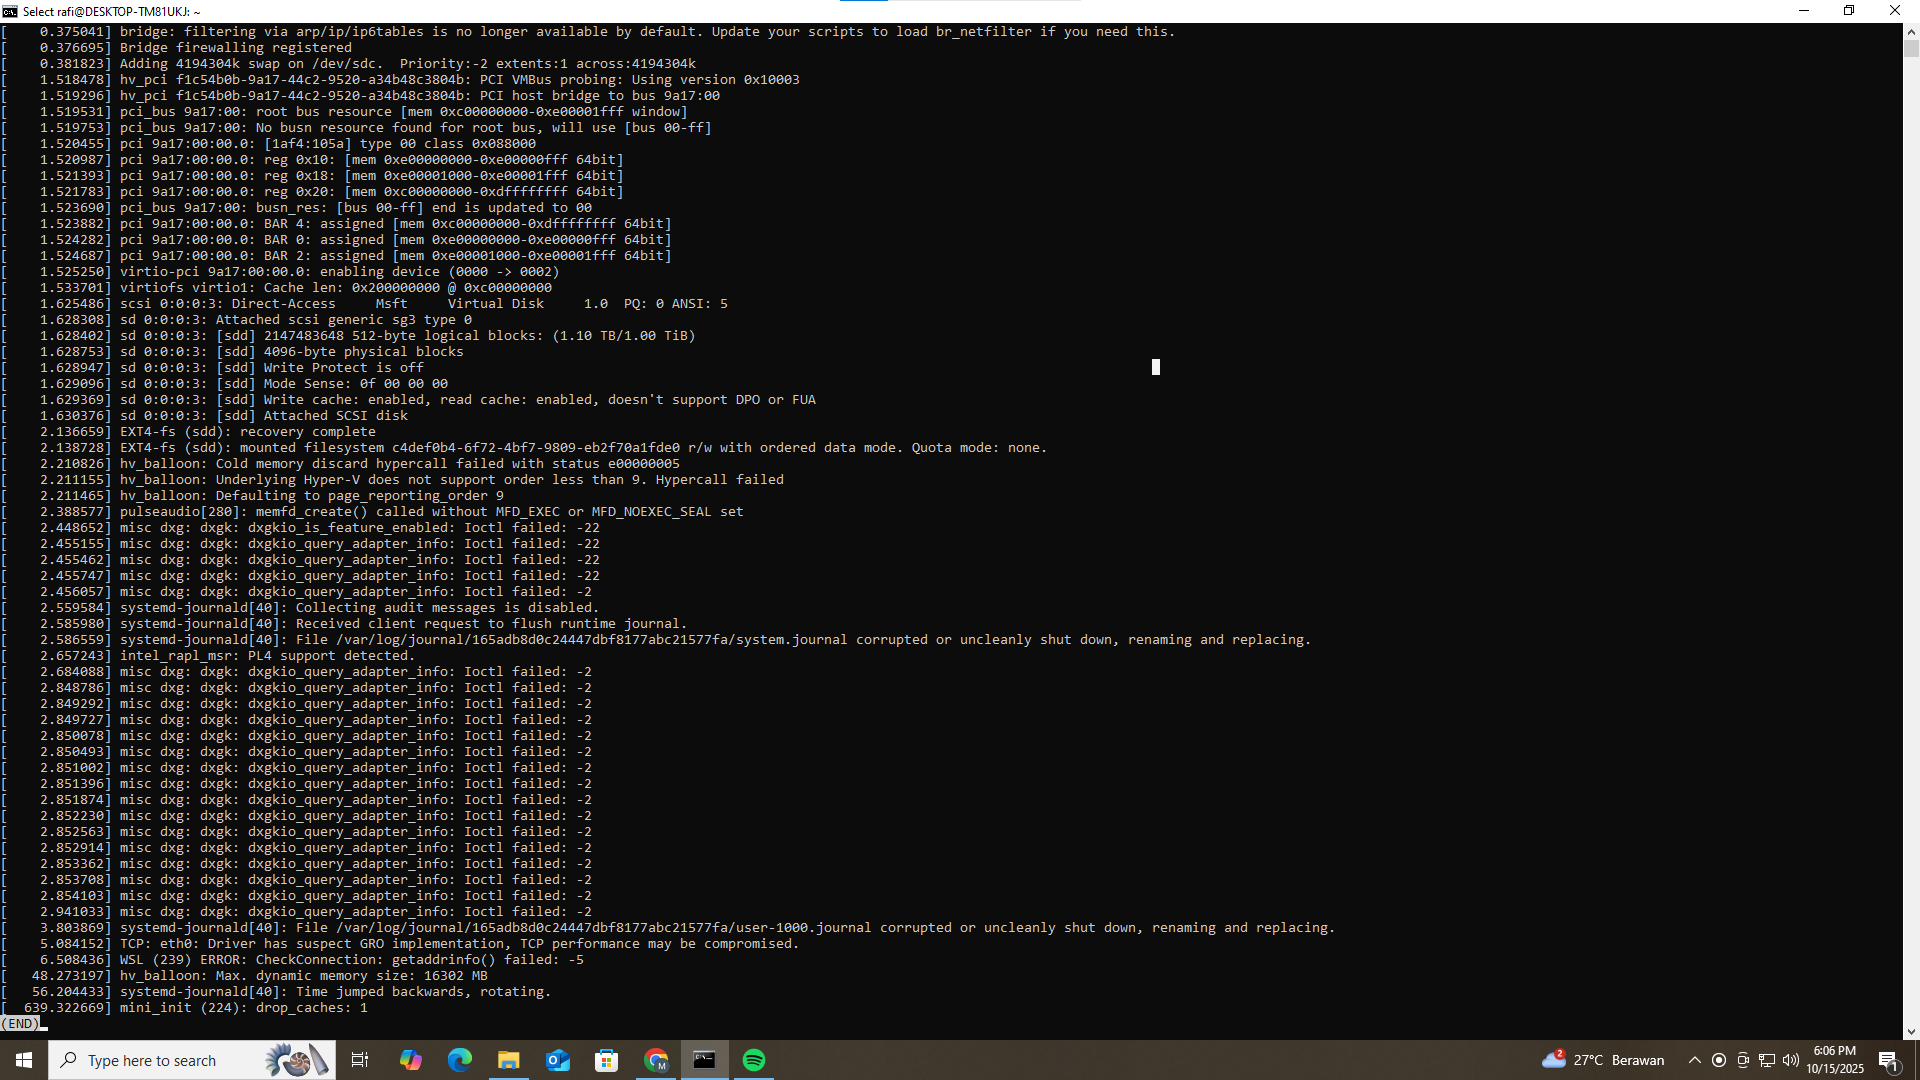 Select rafi@DESKTOP-TM81UKJ: ~
[    0.375041] bridge: filtering via arp/ip/ip6tables is no longer available by default. Update your scripts to load br_netfilter if you need this.
[    0.376695] Bridge firewalling registered
[    0.381823] Adding 4194304k swap on /dev/sdc.  Priority:-2 extents:1 across:4194304k
[    1.518478] hv_pci f1c54b0b-9a17-44c2-9520-a34b48c3804b: PCI VMBus probing: Using version 0x10003
[    1.519296] hv_pci f1c54b0b-9a17-44c2-9520-a34b48c3804b: PCI host bridge to bus 9a17:00
[    1.519531] pci_bus 9a17:00: root bus resource [mem 0xc00000000-0xe00001fff window]
[    1.519753] pci_bus 9a17:00: No busn resource found for root bus, will use [bus 00-ff]
[    1.520455] pci 9a17:00:00.0: [1af4:105a] type 00 class 0x088000
[    1.520987] pci 9a17:00:00.0: reg 0x10: [mem 0xe00000000-0xe00000fff 64bit]
[    1.521393] pci 9a17:00:00.0: reg 0x18: [mem 0xe00001000-0xe00001fff 64bit]
[    1.521783] pci 9a17:00:00.0: reg 0x20: [mem 0xc00000000-0xdffffffff 64bit]
[    1.523690] pci_bus 9a17:00: busn_res: [bus 00-ff] end is updated to 00
[    1.523882] pci 9a17:00:00.0: BAR 4: assigned [mem 0xc00000000-0xdffffffff 64bit]
[    1.524282] pci 9a17:00:00.0: BAR 0: assigned [mem 0xe00000000-0xe00000fff 64bit]
[    1.524687] pci 9a17:00:00.0: BAR 2: assigned [mem 0xe00001000-0xe00001fff 64bit]
[    1.525250] virtio-pci 9a17:00:00.0: enabling device (0000 -> 0002)
[    1.533701] virtiofs virtio1: Cache len: 0x200000000 @ 0xc00000000
[    1.625486] scsi 0:0:0:3: Direct-Access     Msft     Virtual Disk     1.0  PQ: 0 ANSI: 5
[    1.628308] sd 0:0:0:3: Attached scsi generic sg3 type 0
[    1.628402] sd 0:0:0:3: [sdd] 2147483648 512-byte logical blocks: (1.10 TB/1.00 TiB)
[    1.628753] sd 0:0:0:3: [sdd] 4096-byte physical blocks
[    1.628947] sd 0:0:0:3: [sdd] Write Protect is off
[    1.629096] sd 0:0:0:3: [sdd] Mode Sense: 0f 00 00 00
[    1.629369] sd 0:0:0:3: [sdd] Write cache: enabled, read cache: enabled, doesn't support DPO or FUA
[    1.630376] sd 0:0:0:3: [sdd] Attached SCSI disk
[    2.136659] EXT4-fs (sdd): recovery complete
[    2.138728] EXT4-fs (sdd): mounted filesystem c4def0b4-6f72-4bf7-9809-eb2f70a1fde0 r/w with ordered data mode. Quota mode: none.
[    2.210826] hv_balloon: Cold memory discard hypercall failed with status e00000005
[    2.211155] hv_balloon: Underlying Hyper-V does not support order less than 9. Hypercall failed
[    2.211465] hv_balloon: Defaulting to page_reporting_order 9
[    2.388577] pulseaudio[280]: memfd_create() called without MFD_EXEC or MFD_NOEXEC_SEAL set
[    2.448652] misc dxg: dxgk: dxgkio_is_feature_enabled: Ioctl failed: -22
[    2.455155] misc dxg: dxgk: dxgkio_query_adapter_info: Ioctl failed: -22
[    2.455462] misc dxg: dxgk: dxgkio_query_adapter_info: Ioctl failed: -22
[    2.455747] misc dxg: dxgk: dxgkio_query_adapter_info: Ioctl failed: -22
[    2.456057] misc dxg: dxgk: dxgkio_query_adapter_info: Ioctl failed: -2
[    2.559584] systemd-journald[40]: Collecting audit messages is disabled.
[    2.585980] systemd-journald[40]: Received client request to flush runtime journal.
[    2.586559] systemd-journald[40]: File /var/log/journal/165adb8d0c24447dbf8177abc21577fa/system.journal corrupted or uncleanly shut down, renaming and replacing.
[    2.657243] intel_rapl_msr: PL4 support detected.
[    2.684088] misc dxg: dxgk: dxgkio_query_adapter_info: Ioctl failed: -2
[    2.848786] misc dxg: dxgk: dxgkio_query_adapter_info: Ioctl failed: -2
[    2.849292] misc dxg: dxgk: dxgkio_query_adapter_info: Ioctl failed: -2
[    2.849727] misc dxg: dxgk: dxgkio_query_adapter_info: Ioctl failed: -2
[    2.850078] misc dxg: dxgk: dxgkio_query_adapter_info: Ioctl failed: -2
[    2.850493] misc dxg: dxgk: dxgkio_query_adapter_info: Ioctl failed: -2
[    2.851002] misc dxg: dxgk: dxgkio_query_adapter_info: Ioctl failed: -2
[    2.851396] misc dxg: dxgk: dxgkio_query_adapter_info: Ioctl failed: -2
[    2.851874] misc dxg: dxgk: dxgkio_query_adapter_info: Ioctl failed: -2
[    2.852230] misc dxg: dxgk: dxgkio_query_adapter_info: Ioctl failed: -2
[    2.852563] misc dxg: dxgk: dxgkio_query_adapter_info: Ioctl failed: -2
[    2.852914] misc dxg: dxgk: dxgkio_query_adapter_info: Ioctl failed: -2
[    2.853362] misc dxg: dxgk: dxgkio_query_adapter_info: Ioctl failed: -2
[    2.853708] misc dxg: dxgk: dxgkio_query_adapter_info: Ioctl failed: -2
[    2.854103] misc dxg: dxgk: dxgkio_query_adapter_info: Ioctl failed: -2
[    2.941033] misc dxg: dxgk: dxgkio_query_adapter_info: Ioctl failed: -2
[    3.803869] systemd-journald[40]: File /var/log/journal/165adb8d0c24447dbf8177abc21577fa/user-1000.journal corrupted or uncleanly shut down, renaming and replacing.
[    5.084152] TCP: eth0: Driver has suspect GRO implementation, TCP performance may be compromised.
[    6.508436] WSL (239) ERROR: CheckConnection: getaddrinfo() failed: -5
[   48.273197] hv_balloon: Max. dynamic memory size: 16302 MB
[   56.204433] systemd-journald[40]: Time jumped backwards, rotating.
[  639.322669] mini_init (224): drop_caches: 1
(END)
Type here to search
M
2
27°C Berawan
6:06 PM
10/15/2025
1